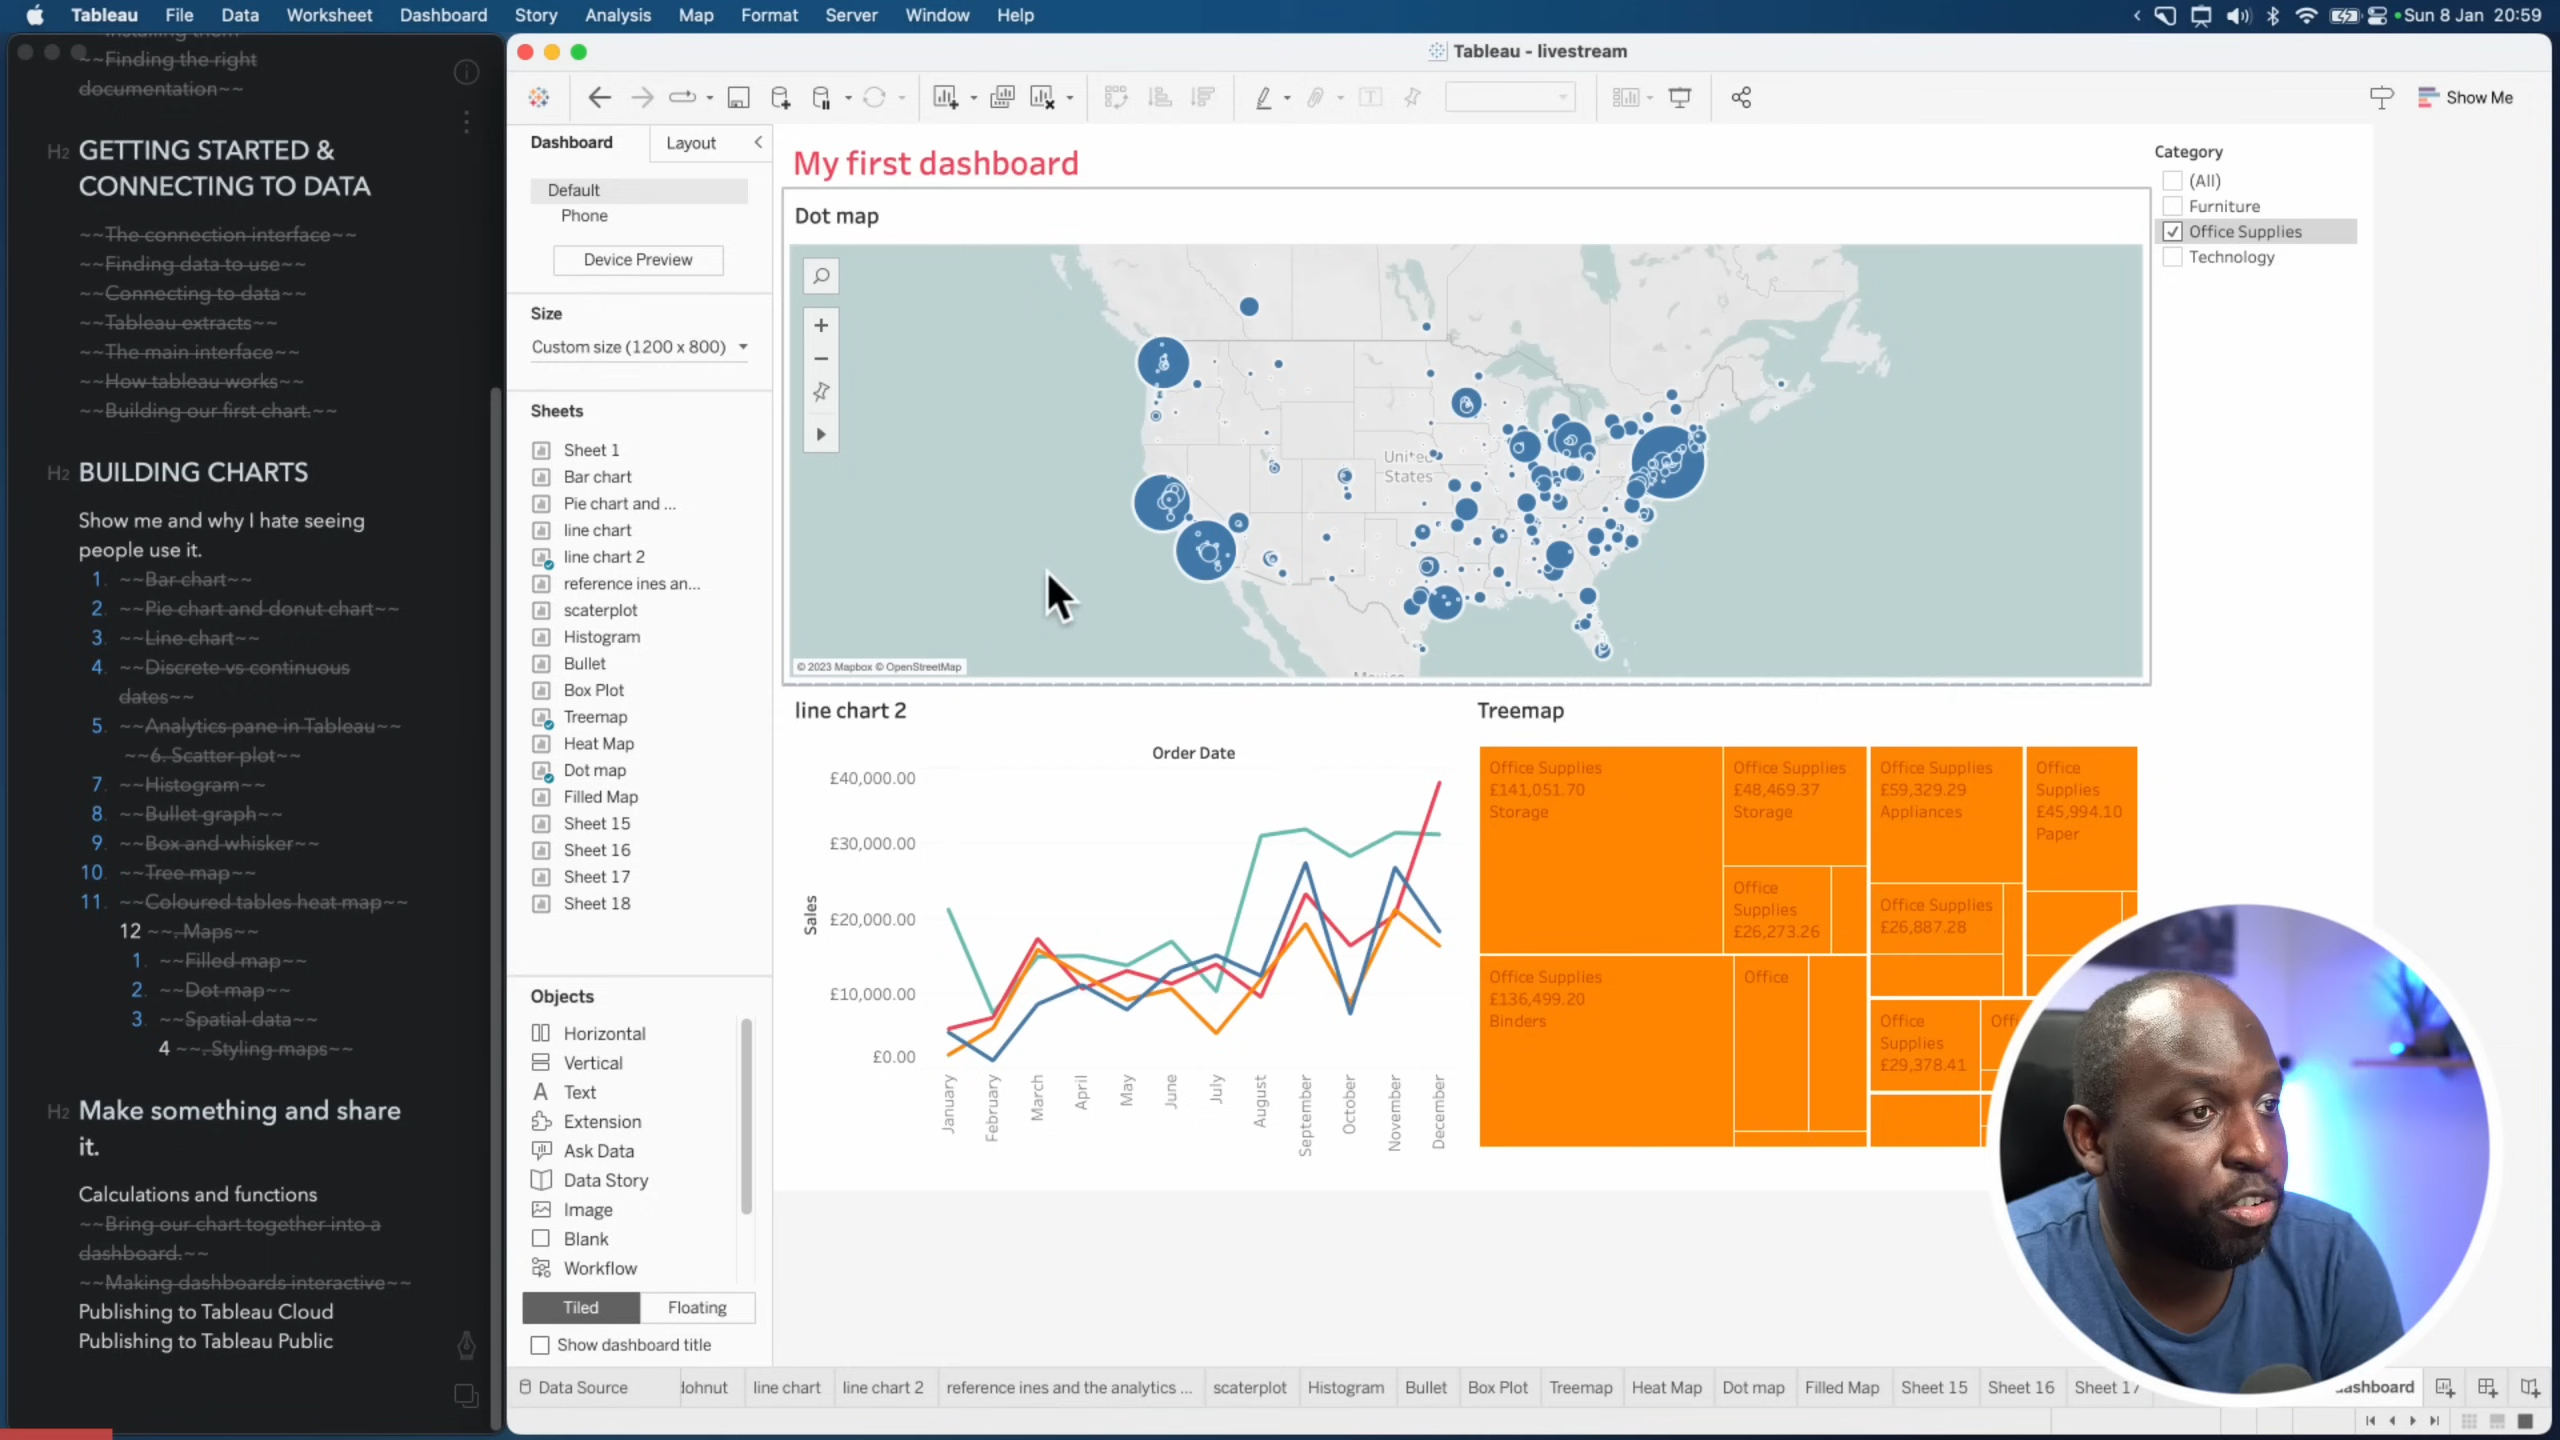 Tableau File Data Worksheet Dashboard Story Analysis Map Format Server Window Help
Sun 8 Jan 20:59
~~Finding the right
documentation~~
H2 GETTING STARTED &
CONNECTING TO DATA
~~The connection interface~~
~~Finding data to use~~
~~Connecting to data~~
~~Tableau extracts~~
~~The main interface~~
~~How tableau works~~
~~Building our first chart.~~
H2 BUILDING CHARTS
Show me and why I hate seeing
people use it.
1. ~~Bar chart~~
2. ~~Pie chart and donut chart~~
3. ~~Line chart~~
4. ~~Discrete vs continuous
dates~~
5. ~~Analytics pane in Tableau~~
~~6. Scatter plot~~
7. ~~Histogram~~
8. ~~Bullet graph~~
9. ~~Box and whisker~~
10. ~~Tree map~~
11. ~~Coloured tables heat map~~
12 ~~. Maps~~
1. ~~Filled map~~
2. ~~Dot map~~
3. ~~Spatial data~~
4 ~~. Styling maps~~
H2 Make something and share
it.
Calculations and functions
~~Bring our chart together into a
dashboard.~~
~~Making dashboards interactive~~
Publishing to Tableau Cloud
Publishing to Tableau Public
Tableau - livestream
Show Me
Dashboard
Layout
Default
Phone
Device Preview
Size
Custom size (1200 x 800)
Sheets
Sheet 1
Bar chart
Pie chart and ...
line chart
line chart 2
reference ines an...
scaterplot
Histogram
Bullet
Box Plot
Treemap
Heat Map
Dot map
Filled Map
Sheet 15
Sheet 16
Sheet 17
Sheet 18
Objects
Horizontal
Vertical
Text
Extension
Ask Data
Data Story
Image
Blank
Workflow
Tiled
Floating
Show dashboard title
My first dashboard
Dot map
United
States
Mexico
© 2023 Mapbox © OpenStreetMap
Category
(All)
Furniture
Office Supplies
Technology
line chart 2
Order Date
Sales
£40,000.00
£30,000.00
£20,000.00
£10,000.00
£0.00
January
February
March
April
May
June
July
August
September
October
November
December
Treemap
Office Supplies
£141,051.70
Storage
Office Supplies
£48,469.37
Storage
Office Supplies
£59,329.29
Appliances
Office
Supplies
£45,994.10
Paper
Office
Supplies
£26,273.26
Office Supplies
£26,887.28
Office Supplies
£136,499.20
Binders
Office
Office
Supplies
£29,378.41
Data Source
line chart
line chart 2
reference ines and the analytics ...
scaterplot
Histogram
Bullet
Box Plot
Treemap
Heat Map
Dot map
Filled Map
Sheet 15
Sheet 16
Sheet 17